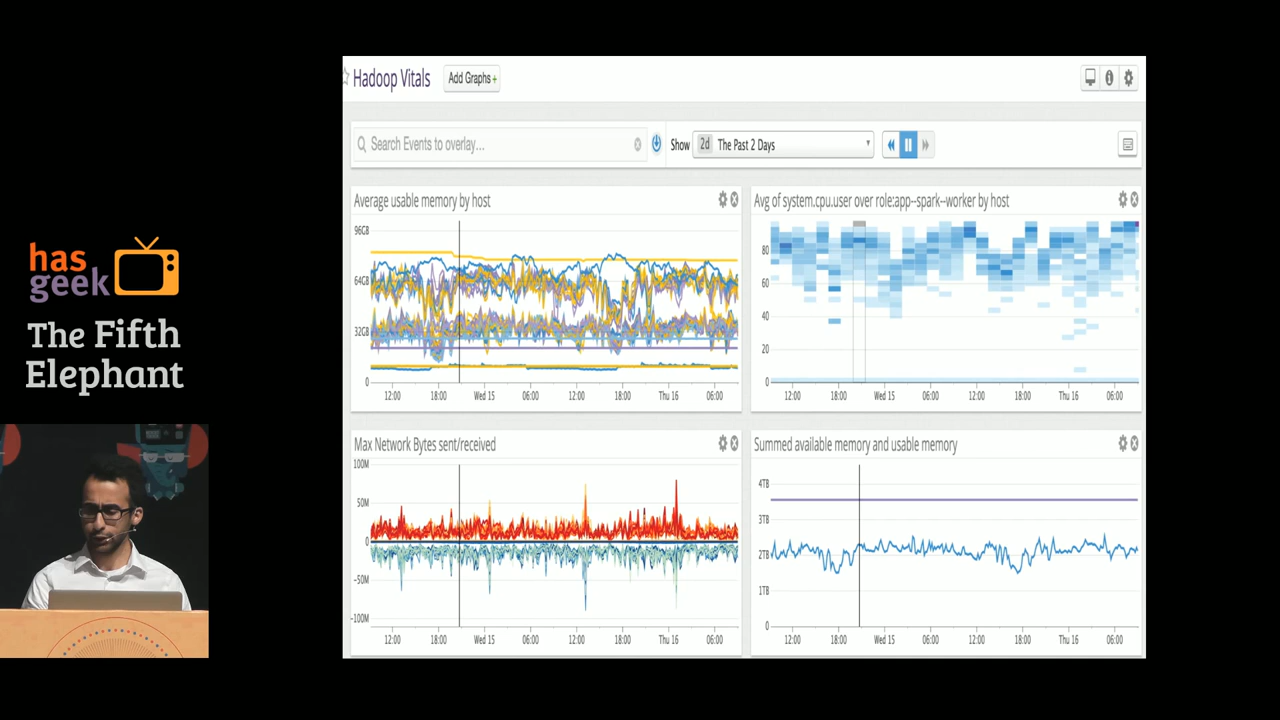 has
geek
The Fifth
Elephant
Hadoop Vitals
Add Graphs+
Search Events to overlay...
Show
2d The Past 2 Days
Average usable memory by host
96GB
64GB
32GB
0
12:00 18:00 Wed 15 06:00 12:00 18:00 Thu 16 06:00
Avg of system.cpu.user over role:app--spark--worker by host
80
60
40
20
0
12:00 18:00 Wed 15 06:00 12:00 18:00 Thu 16 06:00
Max Network Bytes sent/received
100M
50M
0
-50M
-100M
12:00 18:00 Wed 15 06:00 12:00 18:00 Thu 16 06:00
Summed available memory and usable memory
4TB
3TB
2TB
1TB
0
12:00 18:00 Wed 15 06:00 12:00 18:00 Thu 16 06:00